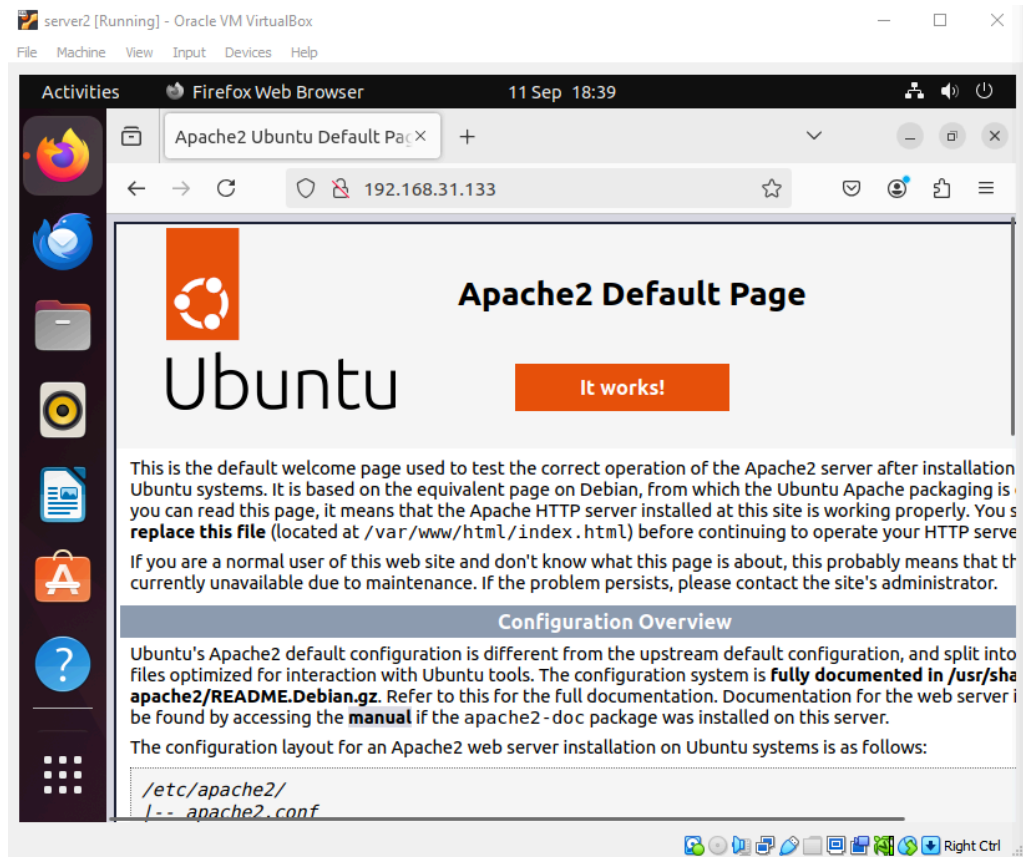 server2 [Running] - Oracle VM VirtualBox
File Machine View Input Devices Help
Activities Firefox Web Browser 11 Sep 18:39
Apache2 Ubuntu Default Pag
192.168.31.133
Apache2 Default Page
Ubuntu
It works!
This is the default welcome page used to test the correct operation of the Apache2 server after installation
Ubuntu systems. It is based on the equivalent page on Debian, from which the Ubuntu Apache packaging is
you can read this page, it means that the Apache HTTP server installed at this site is working properly. You s
replace this file (located at /var/www/html/index.html) before continuing to operate your HTTP serve
If you are a normal user of this web site and don't know what this page is about, this probably means that th
currently unavailable due to maintenance. If the problem persists, please contact the site's administrator.
Configuration Overview
Ubuntu's Apache2 default configuration is different from the upstream default configuration, and split into
files optimized for interaction with Ubuntu tools. The configuration system is fully documented in /usr/sha
apache2/README.Debian.gz. Refer to this for the full documentation. Documentation for the web server i
be found by accessing the manual if the apache2-doc package was installed on this server.
The configuration layout for an Apache2 web server installation on Ubuntu systems is as follows:
/etc/apache2/
|-- apache2.conf
Right Ctrl